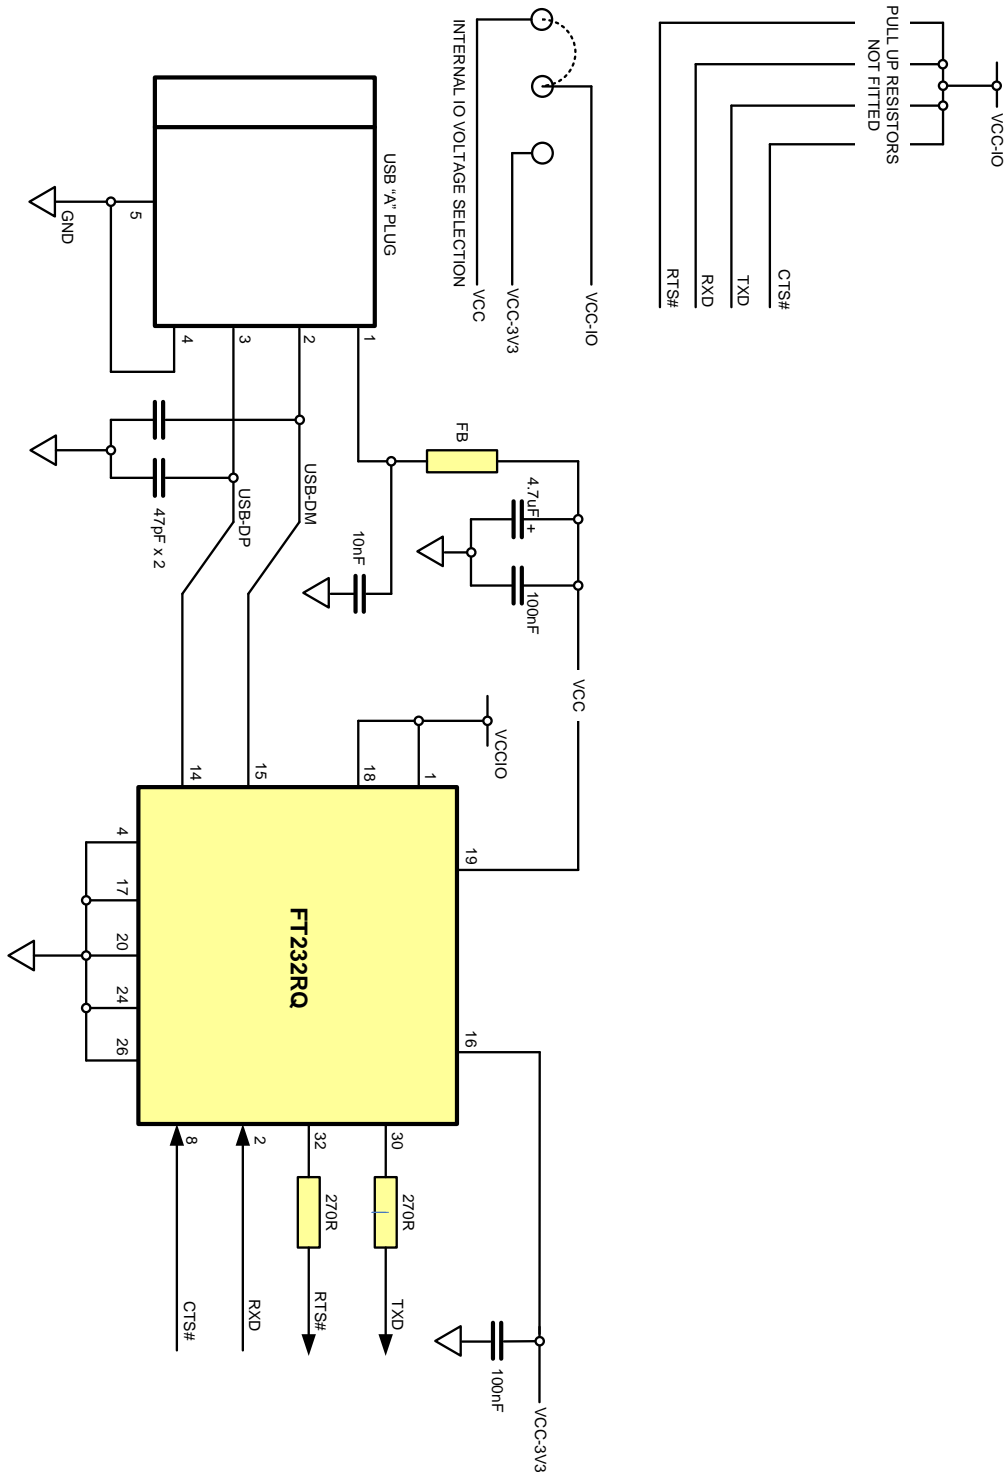 VCC-IO
PULL UP RESISTORS
NOT FITTED
CTS#
TXD
RXD
RTS#
VCC-IO
VCC-3V3
VCC
INTERNAL IO VOLTAGE SELECTION
USB “A” PLUG
1
2
3
4
5
GND
FB
4.7uF +
100nF
10nF
USB-DM
USB-DP
47pF x 2
VCC
VCCIO
1
18
15
14
19
16
FT232RQ
4
17
20
24
26
30
32
2
8
270R
270R
TXD
RTS#
RXD
CTS#
100nF
VCC-3V3